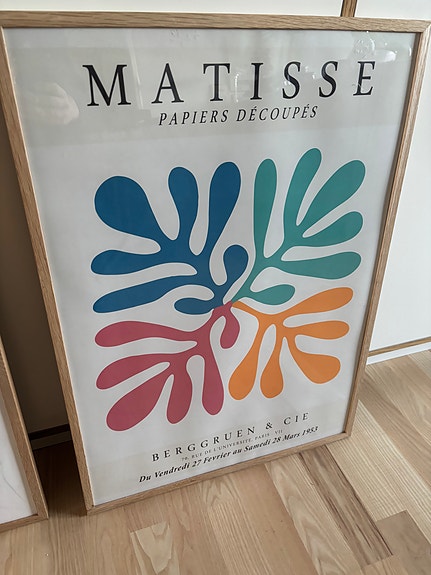 MATISSE
PAPIERS DÉCOUPÉS
BERGGRUEN & CIE
70, RUE DE L'UNIVERSITÉ, PARIS - VII.
Du Vendredi 27 Fevrier au Samedi 28 Mars 1953